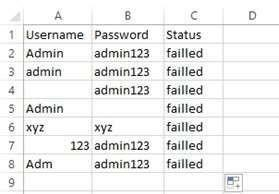 A B C D
1 Username Password Status
2 Admin admin123 failled
3 admin admin123 failled
4 admin123 failled
5 Admin failled
6 xyz xyz failled
7 123 admin123 failled
8 Adm admin123 failled
9